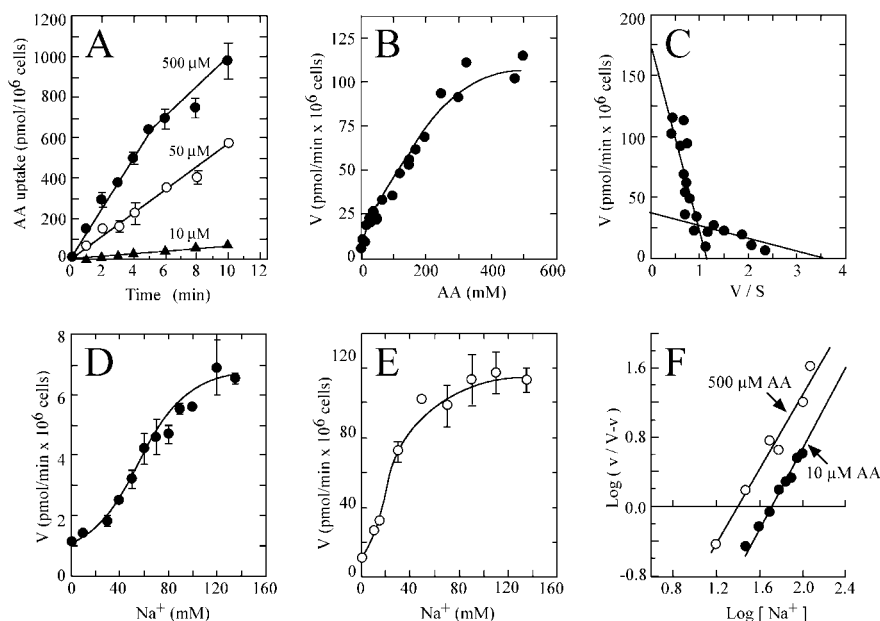 A
AA uptake (pmol/10⁶ cells)
1200
1000
800
600
400
200
0
500 μM
50 μM
10 μM
0 2 4 6 8 10 12
Time (min)
B
V (pmol/min x 10⁶ cells)
125
100
75
50
25
0
0 200 400 600
AA (mM)
C
V (pmol/min x 10⁶ cells)
200
175
150
125
100
75
50
25
0
0 1 2 3 4
V / S
D
V (pmol/min x 10⁶ cells)
8
6
4
2
0
0 40 80 120 160
Na⁺ (mM)
E
V (pmol/min x 10⁶ cells)
120
80
40
0
0 40 80 120 160
Na⁺ (mM)
F
Log ( v / V-v)
1.6
0.8
-0.0
-0.8
500 μM AA
10 μM AA
0.8 1.2 1.6 2.0 2.4
Log [ Na⁺ ]